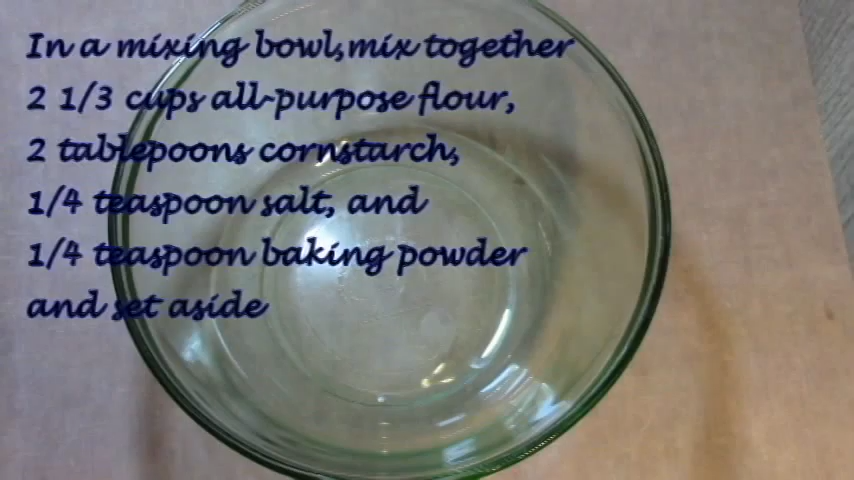 In a mixing bowl,mix together
2 1/3 cups all-purpose flour,
2 tablepoons cornstarch,
1/4 teaspoon salt, and
1/4 teaspoon baking powder
and set aside